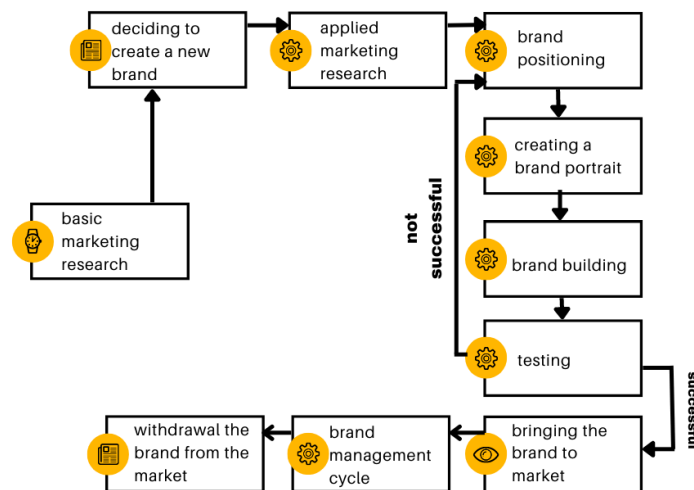 deciding to
create a new
brand
applied
marketing
research
brand
positioning
creating a
brand portrait
basic
marketing
research
not
successful
brand building
testing
successful
withdrawal the
brand from the
market
brand
management
cycle
bringing the
brand to
market